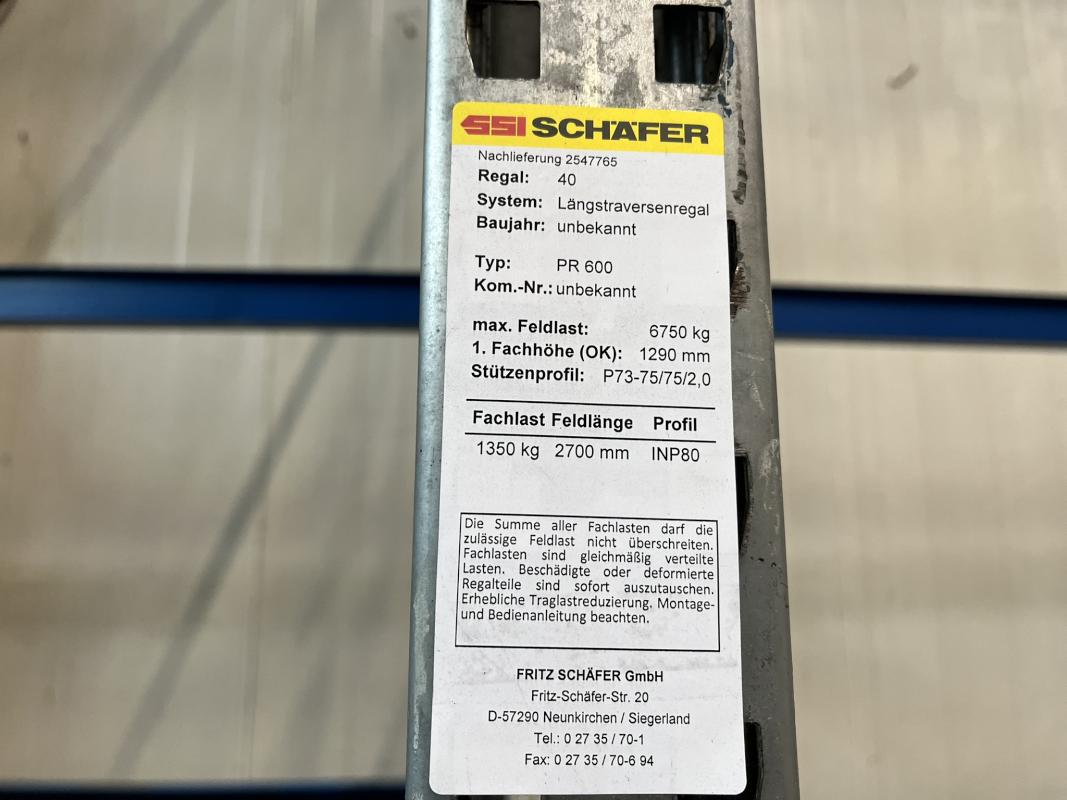 SSI SCHÄFER
Nachlieferung 2547765
Regal: 40
System: Längstraversenregal
Baujahr: unbekannt
Typ: PR 600
Kom.-Nr.: unbekannt
max. Feldlast: 6750 kg
1. Fachhöhe (OK): 1290 mm
Stützenprofil: P73-75/75/2,0
Fachlast Feldlänge Profil
1350 kg 2700 mm INP80
Die Summe aller Fachlasten darf die
zulässige Feldlast nicht überschreiten.
Fachlasten sind gleichmäßig verteilte
Lasten. Beschädigte oder deformierte
Regalteile sind sofort auszutauschen.
Erhebliche Traglastreduzierung. Montage-
und Bedienanleitung beachten.
FRITZ SCHÄFER GmbH
Fritz-Schäfer-Str. 20
D-57290 Neunkirchen / Siegerland
Tel.: 0 27 35 / 70-1
Fax: 0 27 35 / 70-6 94